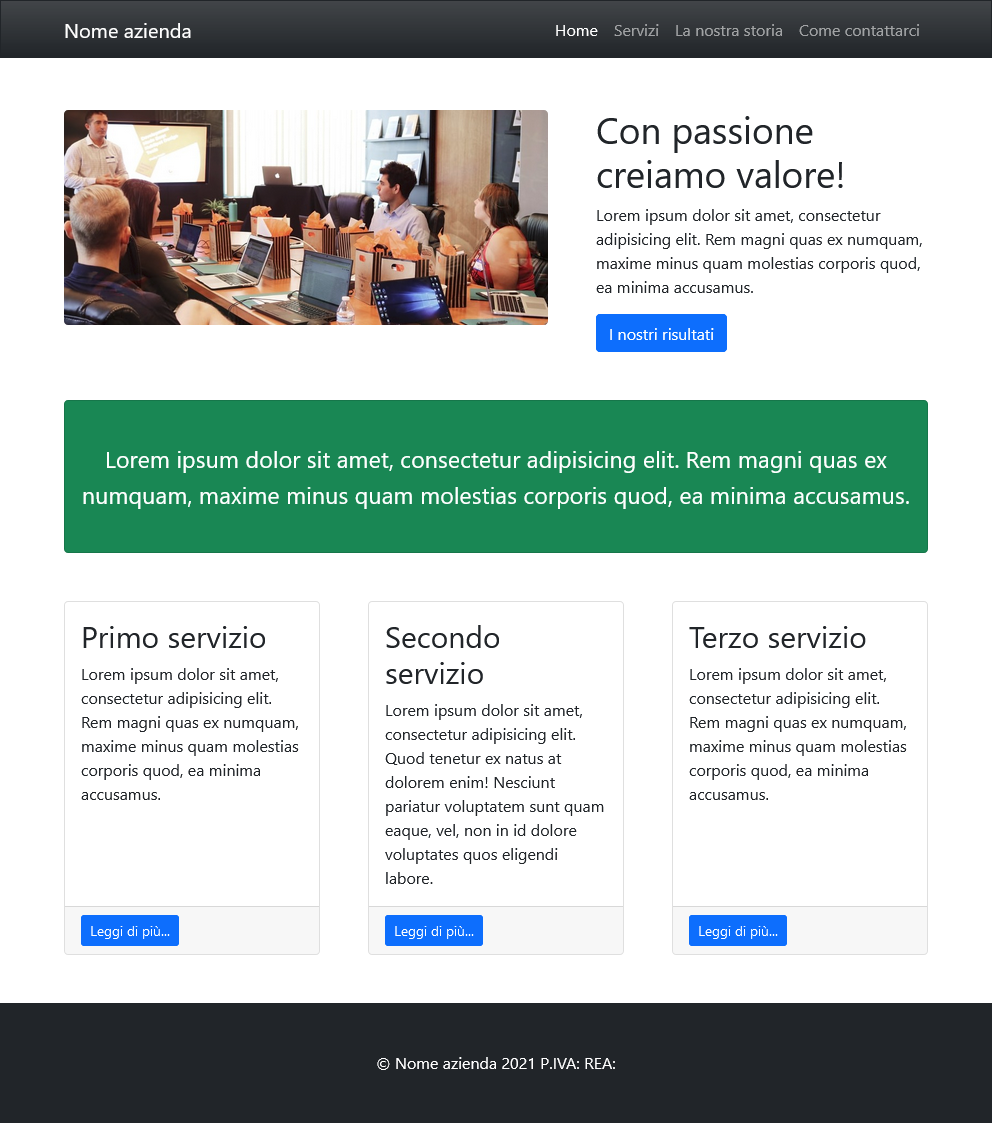 Nome azienda
Home Servizi La nostra storia Come contattarci
Con passione
creiamo valore!
Lorem ipsum dolor sit amet, consectetur
adipisicing elit. Rem magni quas ex numquam,
maxime minus quam molestias corporis quod,
ea minima accusamus.
I nostri risultati
Lorem ipsum dolor sit amet, consectetur adipisicing elit. Rem magni quas ex
numquam, maxime minus quam molestias corporis quod, ea minima accusamus.
Primo servizio
Lorem ipsum dolor sit amet,
consectetur adipisicing elit.
Rem magni quas ex numquam,
maxime minus quam molestias
corporis quod, ea minima
accusamus.
Leggi di più...
Secondo
servizio
Lorem ipsum dolor sit amet,
consectetur adipisicing elit.
Quod tenetur ex natus at
dolorem enim! Nesciunt
pariatur voluptatem sunt quam
eaque, vel, non in id dolore
voluptates quos eligendi
labore.
Leggi di più...
Terzo servizio
Lorem ipsum dolor sit amet,
consectetur adipisicing elit.
Rem magni quas ex numquam,
maxime minus quam molestias
corporis quod, ea minima
accusamus.
Leggi di più...
© Nome azienda 2021 P.IVA: REA: